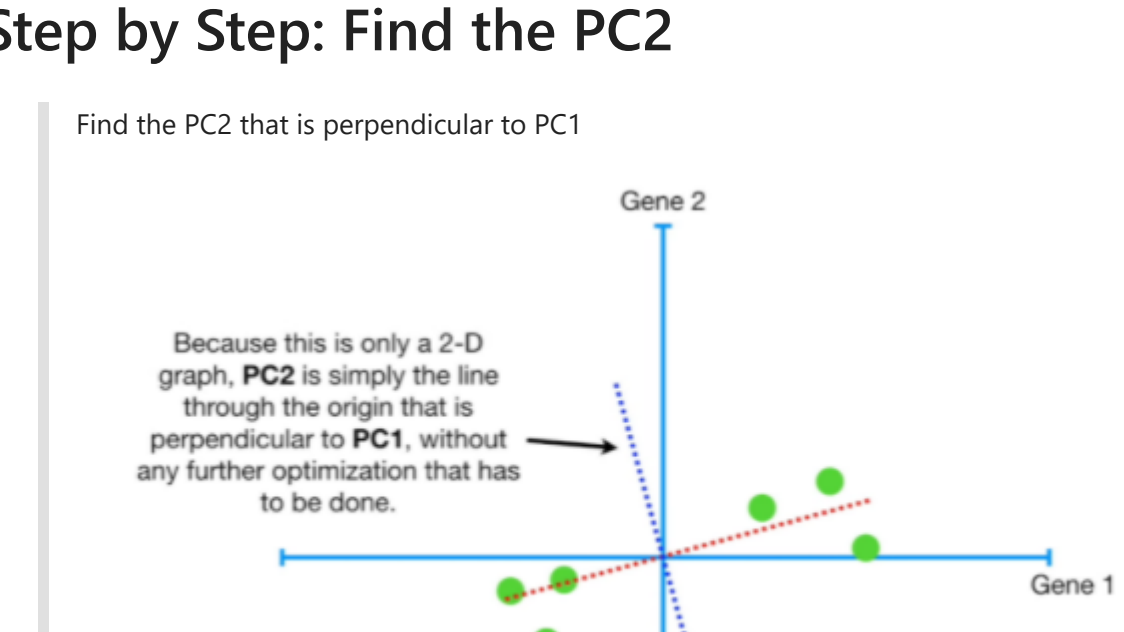 Step by Step: Find the PC2
Find the PC2 that is perpendicular to PC1
Gene 2
Because this is only a 2-D
graph, PC2 is simply the line
through the origin that is
perpendicular to PC1, without
any further optimization that has
to be done.
Gene 1